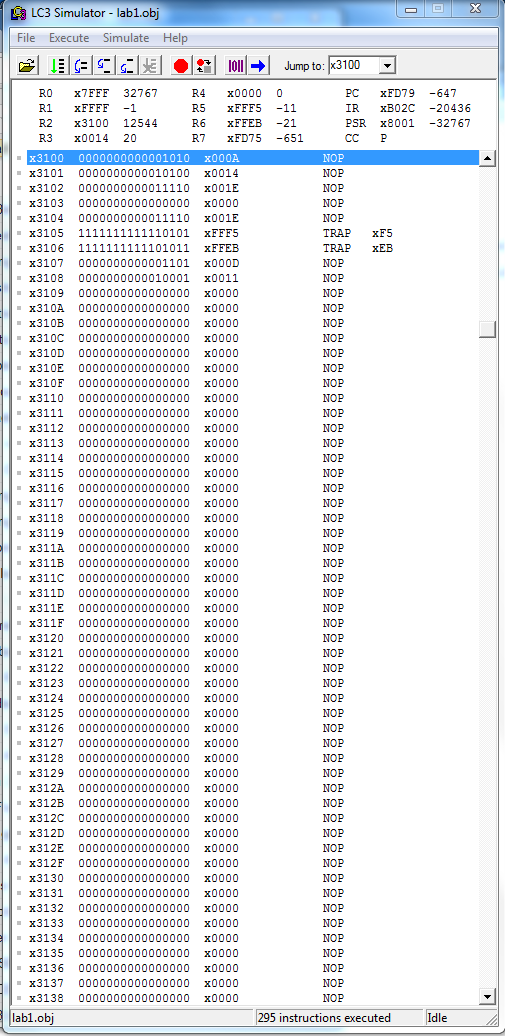 LC3 Simulator - lab1.obj
File Execute Simulate Help
Jump to: x3100
R0 x7FFF 32767 R4 x0000 0 PC xFD79 -647
R1 xFFFF -1 R5 xFFF5 -11 IR xB02C -20436
R2 x3100 12544 R6 xFFEB -21 PSR x8001 -32767
R3 x0014 20 R7 xFD75 -651 CC P
x3100 0000000000001010 x000A NOP
x3101 0000000000010100 x0014 NOP
x3102 0000000000011110 x001E NOP
x3103 0000000000000000 x0000 NOP
x3104 0000000000011110 x001E NOP
x3105 1111111111110101 xFFF5 TRAP xF5
x3106 1111111111101011 xFFEB TRAP xEB
x3107 0000000000001101 x000D NOP
x3108 0000000000010001 x0011 NOP
x3109 0000000000000000 x0000 NOP
x310A 0000000000000000 x0000 NOP
x310B 0000000000000000 x0000 NOP
x310C 0000000000000000 x0000 NOP
x310D 0000000000000000 x0000 NOP
x310E 0000000000000000 x0000 NOP
x310F 0000000000000000 x0000 NOP
x3110 0000000000000000 x0000 NOP
x3111 0000000000000000 x0000 NOP
x3112 0000000000000000 x0000 NOP
x3113 0000000000000000 x0000 NOP
x3114 0000000000000000 x0000 NOP
x3115 0000000000000000 x0000 NOP
x3116 0000000000000000 x0000 NOP
x3117 0000000000000000 x0000 NOP
x3118 0000000000000000 x0000 NOP
x3119 0000000000000000 x0000 NOP
x311A 0000000000000000 x0000 NOP
x311B 0000000000000000 x0000 NOP
x311C 0000000000000000 x0000 NOP
x311D 0000000000000000 x0000 NOP
x311E 0000000000000000 x0000 NOP
x311F 0000000000000000 x0000 NOP
x3120 0000000000000000 x0000 NOP
x3121 0000000000000000 x0000 NOP
x3122 0000000000000000 x0000 NOP
x3123 0000000000000000 x0000 NOP
x3124 0000000000000000 x0000 NOP
x3125 0000000000000000 x0000 NOP
x3126 0000000000000000 x0000 NOP
x3127 0000000000000000 x0000 NOP
x3128 0000000000000000 x0000 NOP
x3129 0000000000000000 x0000 NOP
x312A 0000000000000000 x0000 NOP
x312B 0000000000000000 x0000 NOP
x312C 0000000000000000 x0000 NOP
x312D 0000000000000000 x0000 NOP
x312E 0000000000000000 x0000 NOP
x312F 0000000000000000 x0000 NOP
x3130 0000000000000000 x0000 NOP
x3131 0000000000000000 x0000 NOP
x3132 0000000000000000 x0000 NOP
x3133 0000000000000000 x0000 NOP
x3134 0000000000000000 x0000 NOP
x3135 0000000000000000 x0000 NOP
x3136 0000000000000000 x0000 NOP
x3137 0000000000000000 x0000 NOP
x3138 0000000000000000 x0000 NOP
lab1.obj 295 instructions executed Idle